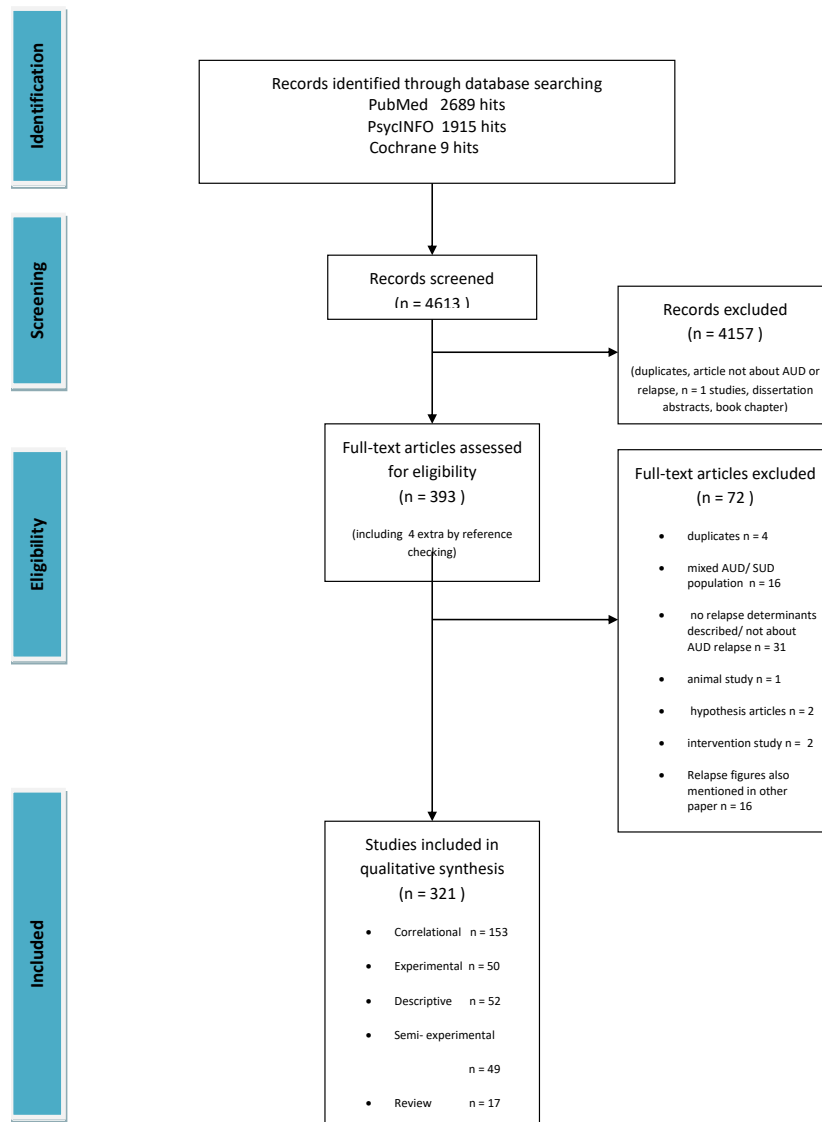 Identification
Records identified through database searching
PubMed 2689 hits
PsycINFO 1915 hits
Cochrane 9 hits
Screening
Records screened
(n = 4613
Records excluded
(n = 4157 )
(duplicates, article not about AUD or
relapse, n = 1 studies, dissertation
abstracts, book chapter)
Eligibility
Full-text articles assessed
for eligibility
(n = 393 )
(including 4 extra by reference
checking)
Full-text articles excluded
(n = 72 )
• duplicates n = 4
• mixed AUD/ SUD
population n = 16
• no relapse determinants
described/ not about
AUD relapse n = 31
• animal study n = 1
• hypothesis articles n = 2
• intervention study n = 2
• Relapse figures also
mentioned in other
paper n = 16
Included
Studies included in
qualitative synthesis
(n = 321 )
• Correlational n = 153
• Experimental n = 50
• Descriptive n = 52
• Semi- experimental
n = 49
• Review n = 17